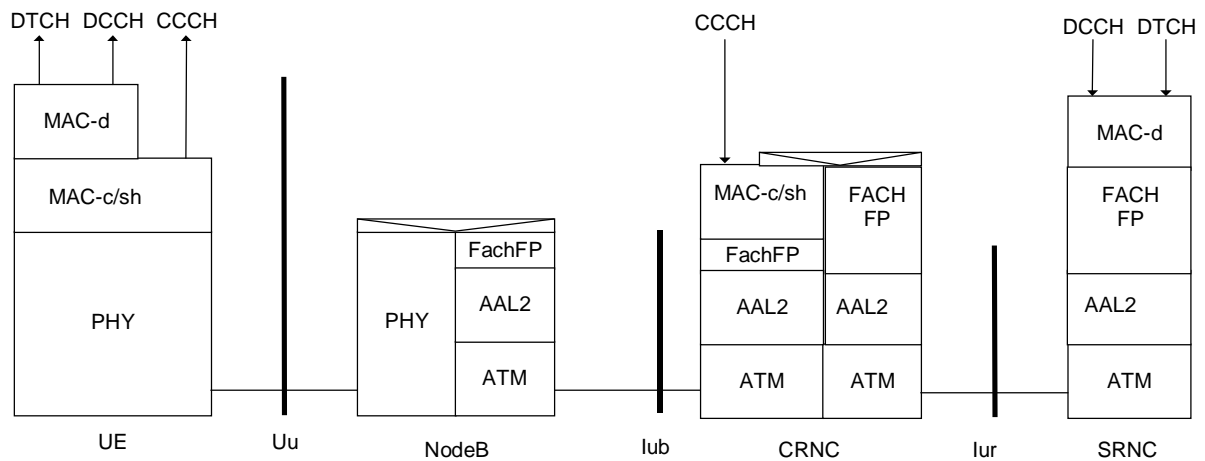 DTCH DCCH CCCH
CCCH
DCCH DTCH
MAC-d
MAC-c/sh
PHY
PHY
FachFP
AAL2
ATM
MAC-c/sh
FachFP
AAL2
ATM
FACH
FP
AAL2
ATM
MAC-d
FACH
FP
AAL2
ATM
UE
Uu
NodeB
Iub
CRNC
Iur
SRNC